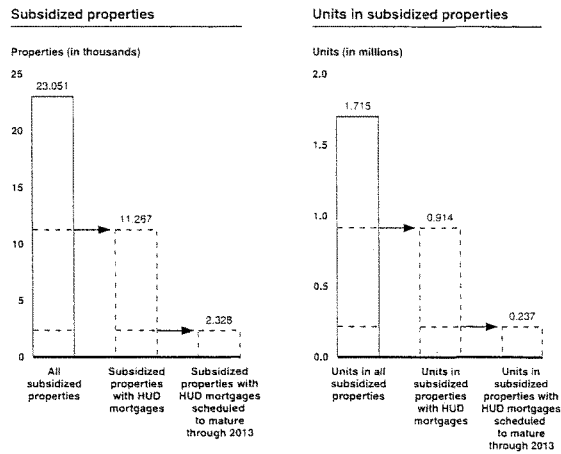 Subsidized properties
Properties (in thousands)
25
23.051
20
15
11.267
10
5
2.328
0
All
subsidized
properties
Subsidized
properties
with HUD
mortgages
Subsidized
properties with
HUD mortgages
scheduled
to mature
through 2013
Units in subsidized properties
Units (in millions)
2.0
1.715
1.5
1.0
0.914
0.5
0.237
0.0
Units in all
subsidized
properties
Units in
subsidized
properties
with HUD
mortgages
Units in
subsidized
properties with
HUD mortgages
scheduled
to mature
through 2013